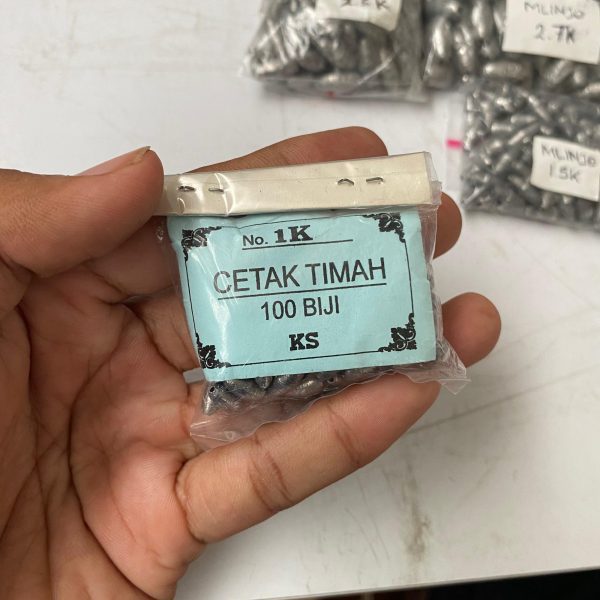 No. 1K
CETAK TIMAH
100 BIJI
KS
MLINJO
2.7K
MLINJO
1.5K